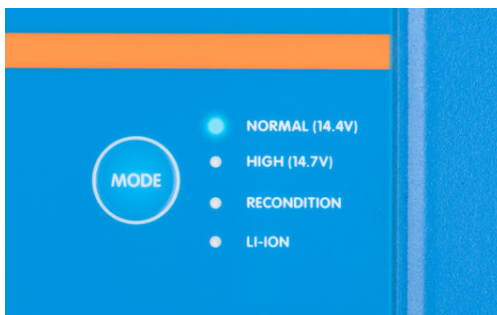 MODE
NORMAL (14.4V)
HIGH (14.7V)
RECONDITION
LI-ION